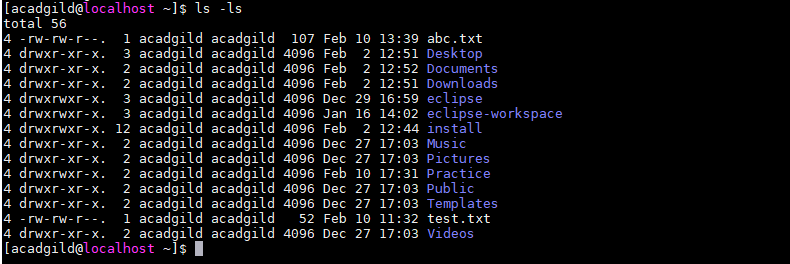 [acadgild@localhost ~]$ ls -ls
total 56
4 -rw-rw-r--.  1 acadgild acadgild  107 Feb 10 13:39 abc.txt
4 drwxr-xr-x.  3 acadgild acadgild 4096 Feb  2 12:51 Desktop
4 drwxr-xr-x.  2 acadgild acadgild 4096 Feb  2 12:52 Documents
4 drwxr-xr-x.  2 acadgild acadgild 4096 Feb  2 12:51 Downloads
4 drwxrwxr-x.  3 acadgild acadgild 4096 Dec 29 16:59 eclipse
4 drwxrwxr-x.  3 acadgild acadgild 4096 Jan 16 14:02 eclipse-workspace
4 drwxrwxr-x. 12 acadgild acadgild 4096 Feb  2 12:44 install
4 drwxr-xr-x.  2 acadgild acadgild 4096 Dec 27 17:03 Music
4 drwxr-xr-x.  2 acadgild acadgild 4096 Dec 27 17:03 Pictures
4 drwxrwxr-x.  2 acadgild acadgild 4096 Feb 10 17:31 Practice
4 drwxr-xr-x.  2 acadgild acadgild 4096 Dec 27 17:03 Public
4 drwxr-xr-x.  2 acadgild acadgild 4096 Dec 27 17:03 Templates
4 -rw-rw-r--.  1 acadgild acadgild   52 Feb 10 11:32 test.txt
4 drwxr-xr-x.  2 acadgild acadgild 4096 Dec 27 17:03 Videos
[acadgild@localhost ~]$